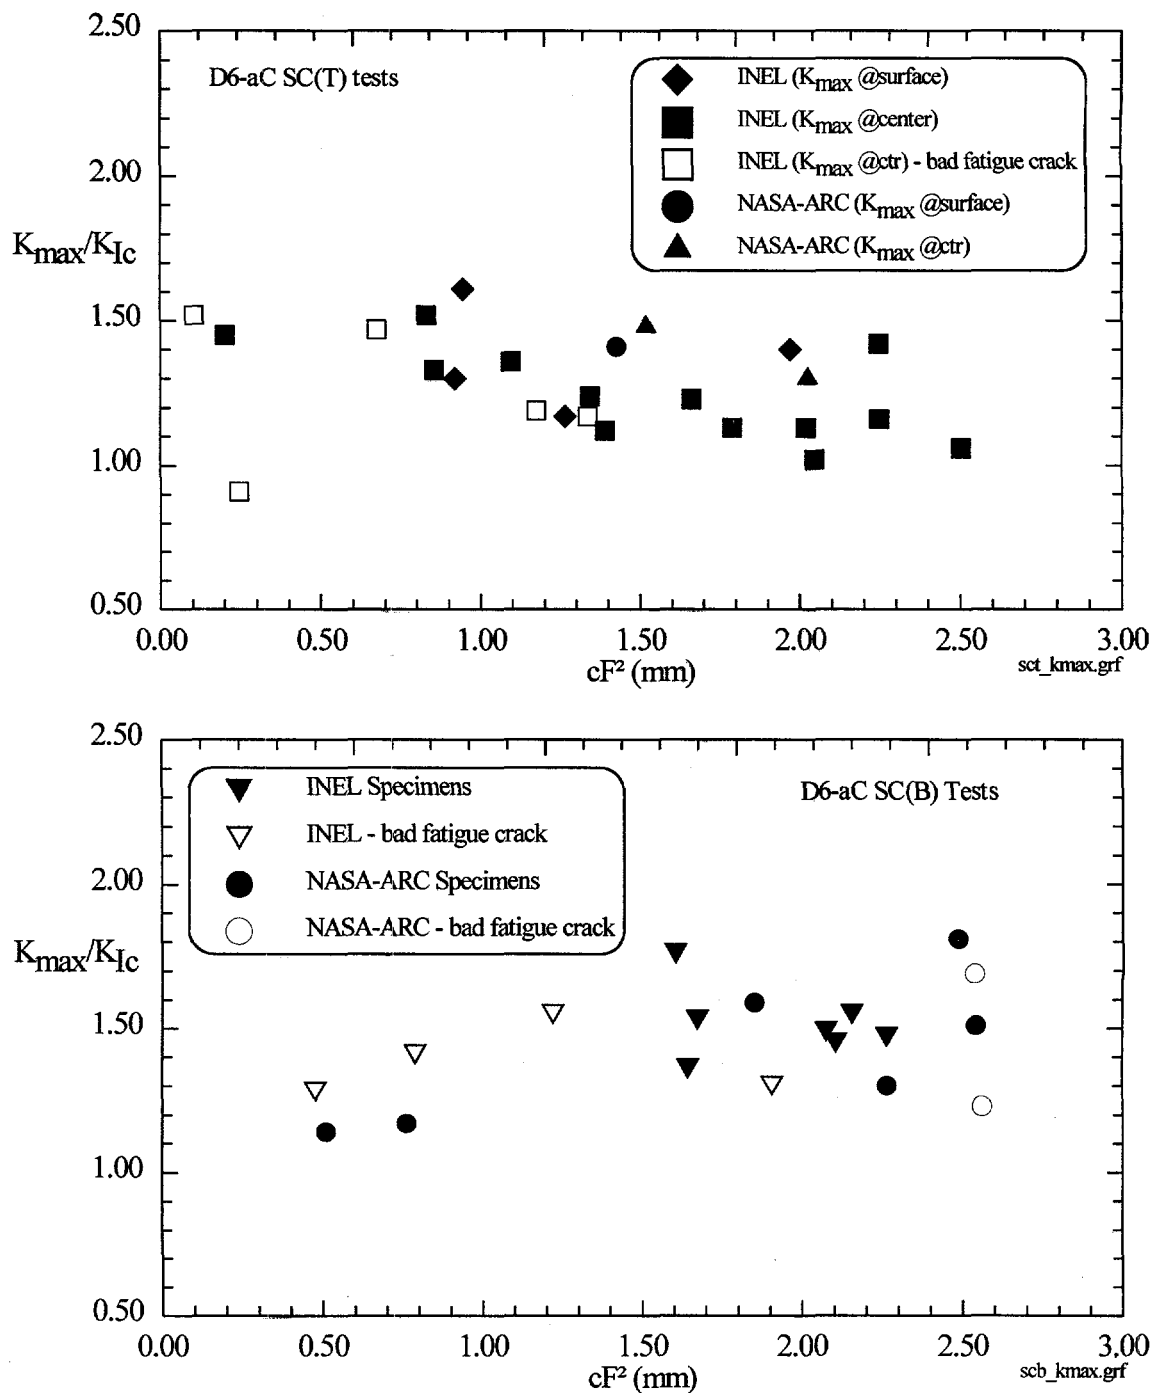 2.50
D6-aC SC(T) tests
INEL (Kmax @surface)
INEL (Kmax @center)
2.00
INEL (Kmax @ctr) - bad fatigue crack
NASA-ARC (Kmax @surface)
Kmax/KIc
NASA-ARC (Kmax @ctr)
1.50
1.00
0.50
0.00 0.50 1.00 1.50 2.00 2.50 3.00
cF² (mm)
sct_kmax.grf
2.50
INEL Specimens
D6-aC SC(B) Tests
INEL - bad fatigue crack
2.00
NASA-ARC Specimens
NASA-ARC - bad fatigue crack
Kmax/KIc
1.50
1.00
0.50
0.00 0.50 1.00 1.50 2.00 2.50 3.00
cF² (mm)
scb_kmax.grf